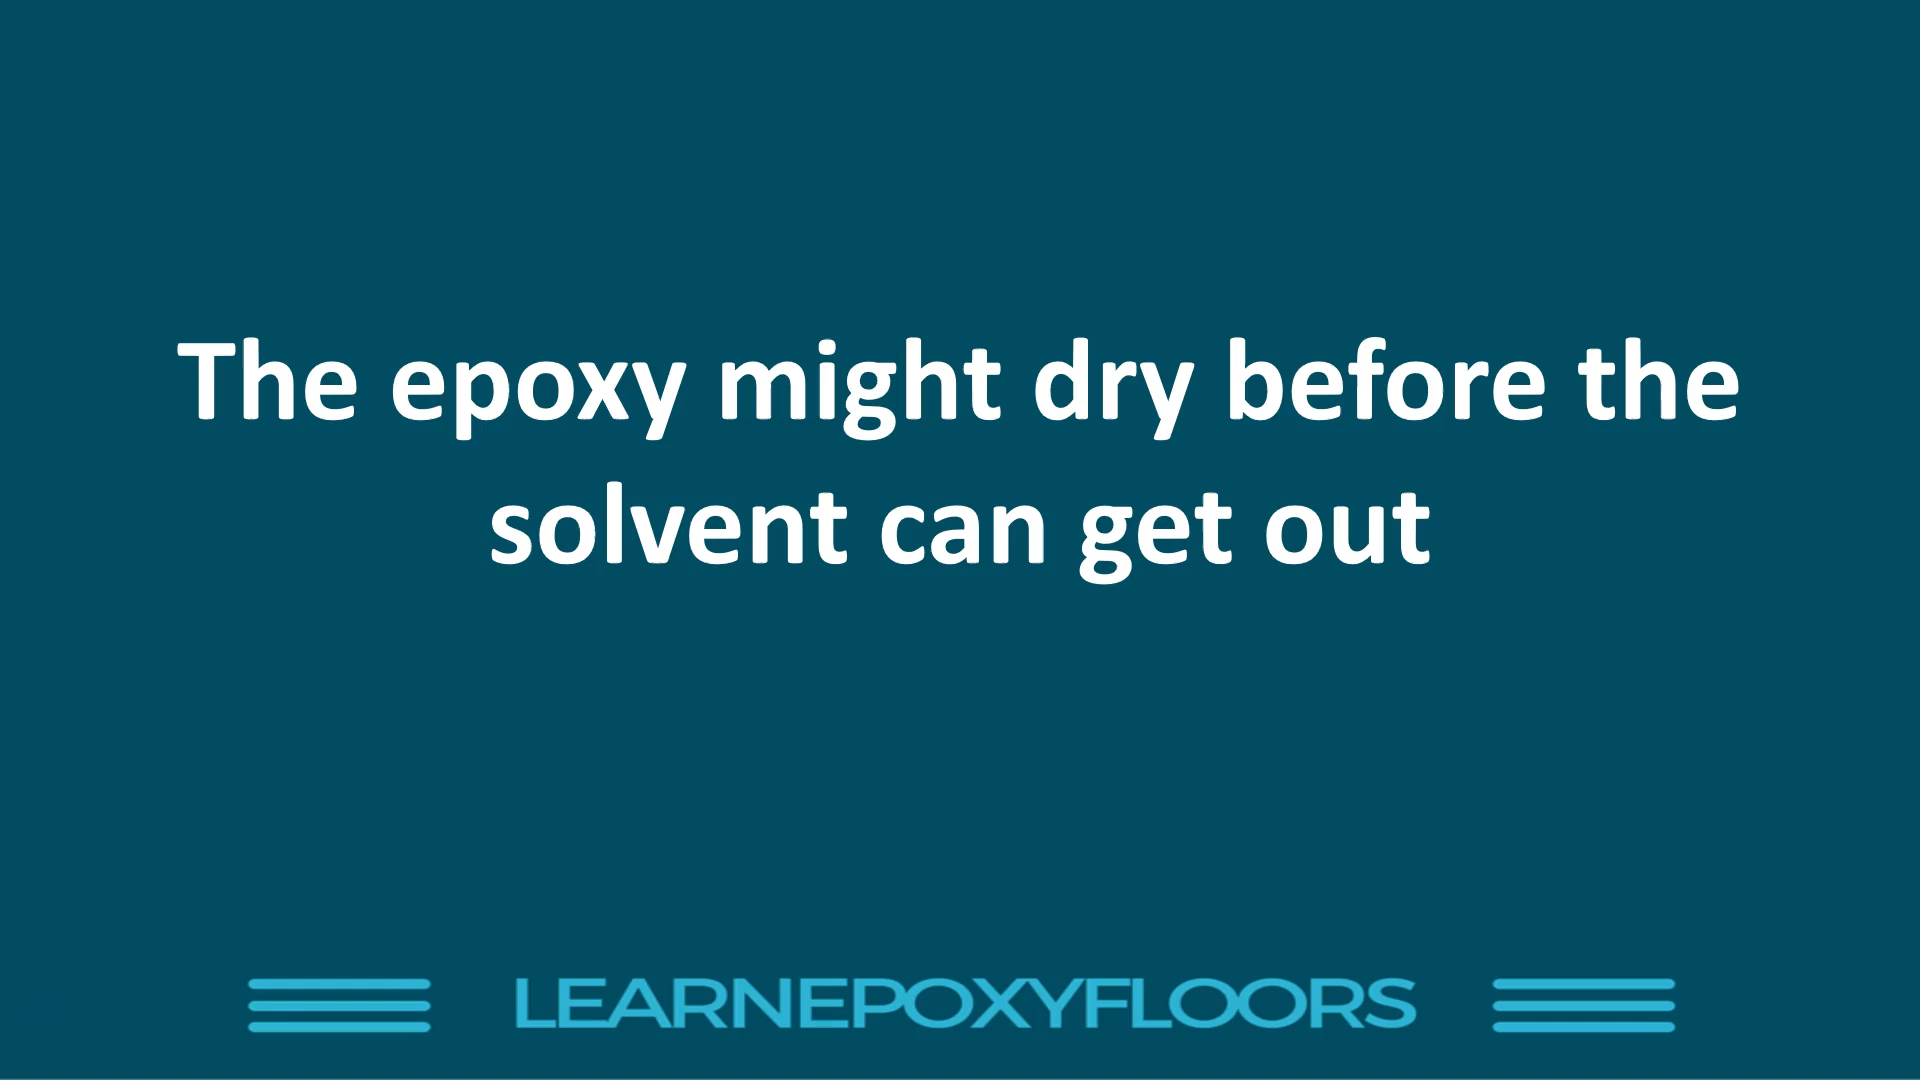 The epoxy might dry before the
solvent can get out
LEARNEPOXYFLOORS